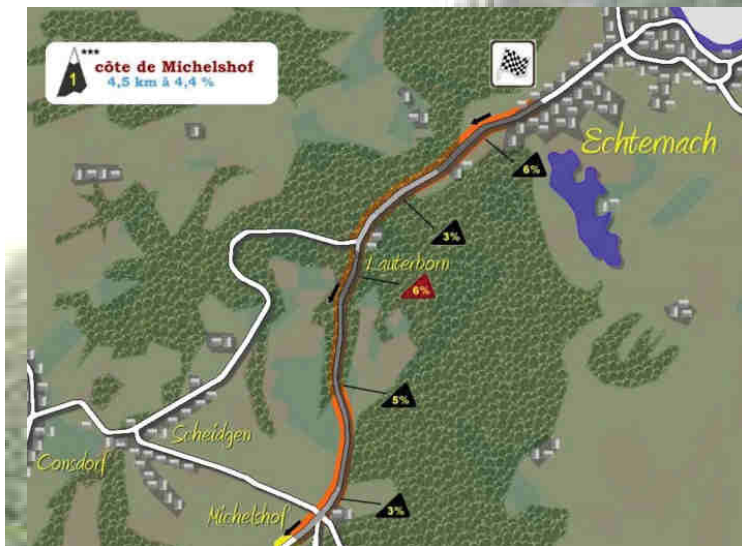 ***
côte de Michelshof
1
4,5 km à 4,4 %
Echternach
6%
3%
Lauterborn
6%
5%
Scheidgen
Consdorf
Michelshof
3%